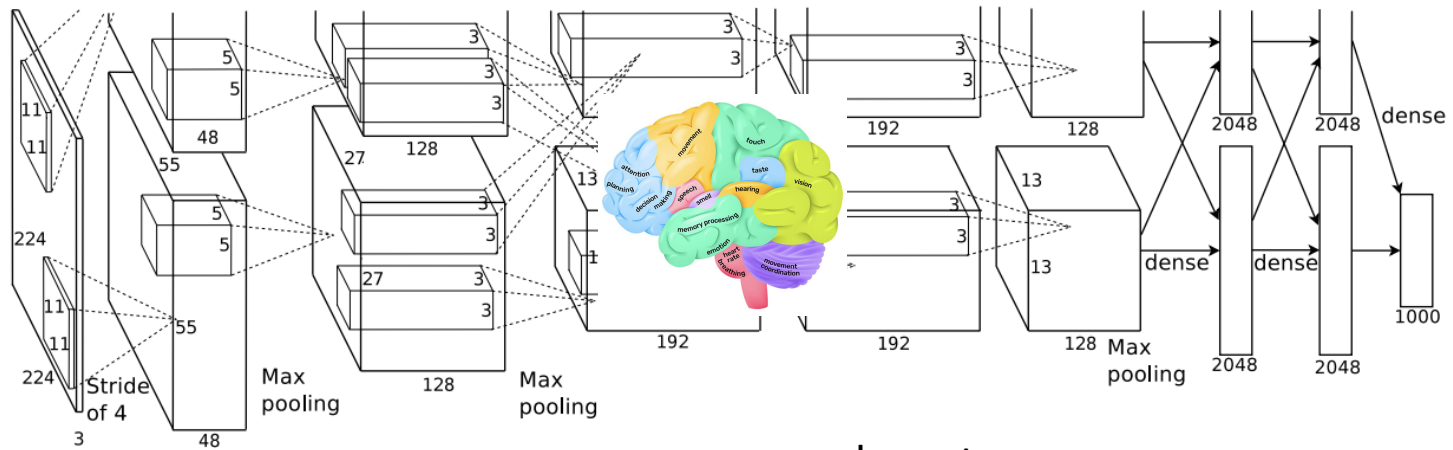 3
3
5
5
3
3
3
3
11
11
48
55
27
128
192
128
2048
2048
dense
movement
touch
attention
taste
planning
vision
decision
making
speech
smell
hearing
memory processing
emotion
heart
rate
breathing
movement
coordination
13
5
5
3
3
3
3
13
13
224
11
11
224
55
27
3
3
dense
dense
1000
192
192
128
2048
2048
Stride
of 4
Max
pooling
128
Max
pooling
Max
pooling
3
48